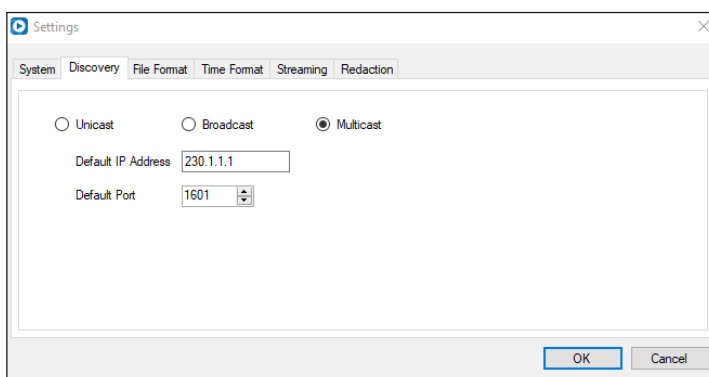 Settings
System Discovery File Format Time Format Streaming Redaction
Unicast Broadcast Multicast
Default IP Address 230.1.1.1
Default Port 1601
OK Cancel